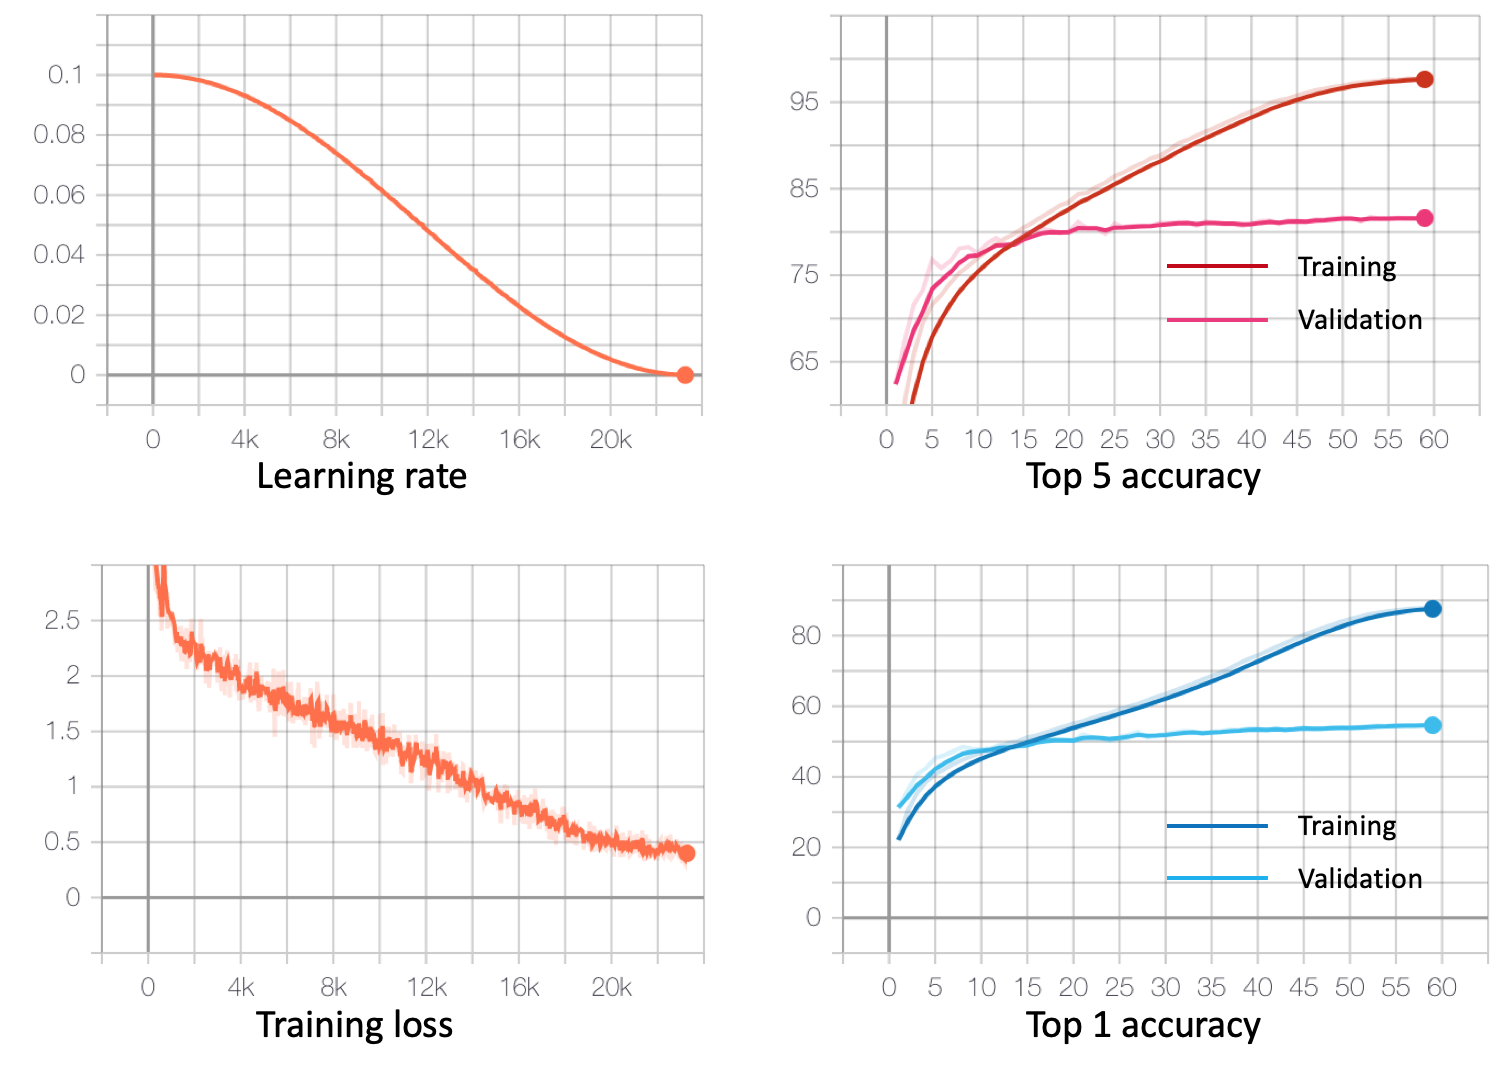 0.1
0.08
0.06
0.04
0.02
0
0 4k 8k 12k 16k 20k
Learning rate
95
85
75
65
Training
Validation
0 5 10 15 20 25 30 35 40 45 50 55 60
Top 5 accuracy
2.5
2
1.5
1
0.5
0
0 4k 8k 12k 16k 20k
Training loss
80
60
40
20
0
Training
Validation
0 5 10 15 20 25 30 35 40 45 50 55 60
Top 1 accuracy